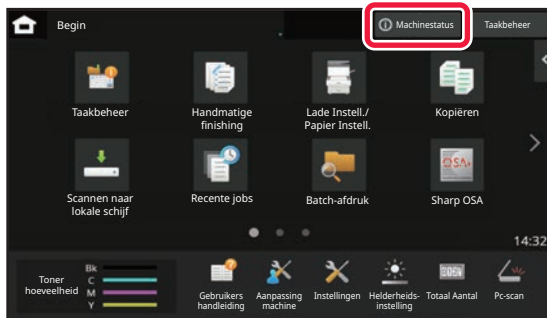 Begin
Machinestatus
Taakbeheer
Taakbeheer
Handmatige
finishing
Lade Instell./
Papier Instell.
Kopiëren
Scannen naar
lokale schijf
Recente jobs
Batch-afdruk
OSA
Sharp OSA
14:32
Toner
hoeveelheid
Bk
C
M
Y
Gebruikers
handleiding
Aanpassing
machine
Instellingen
Helderheids-
instelling
Totaal Aantal
Pc-scan